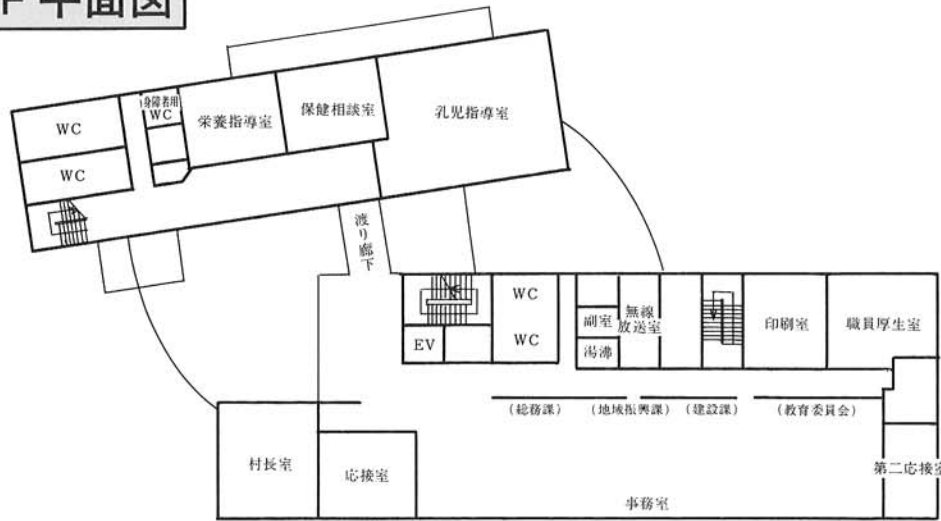 F 平面図
WC
WC
身障者用
WC
栄養指導室
保健相談室
乳児指導室
渡り廊下
EV
WC
WC
副室
湯沸
無線
放送室
印刷室
職員厚生室
(総務課)
(地域振興課)
(建設課)
(教育委員会)
村長室
応接室
事務室
第二応接室